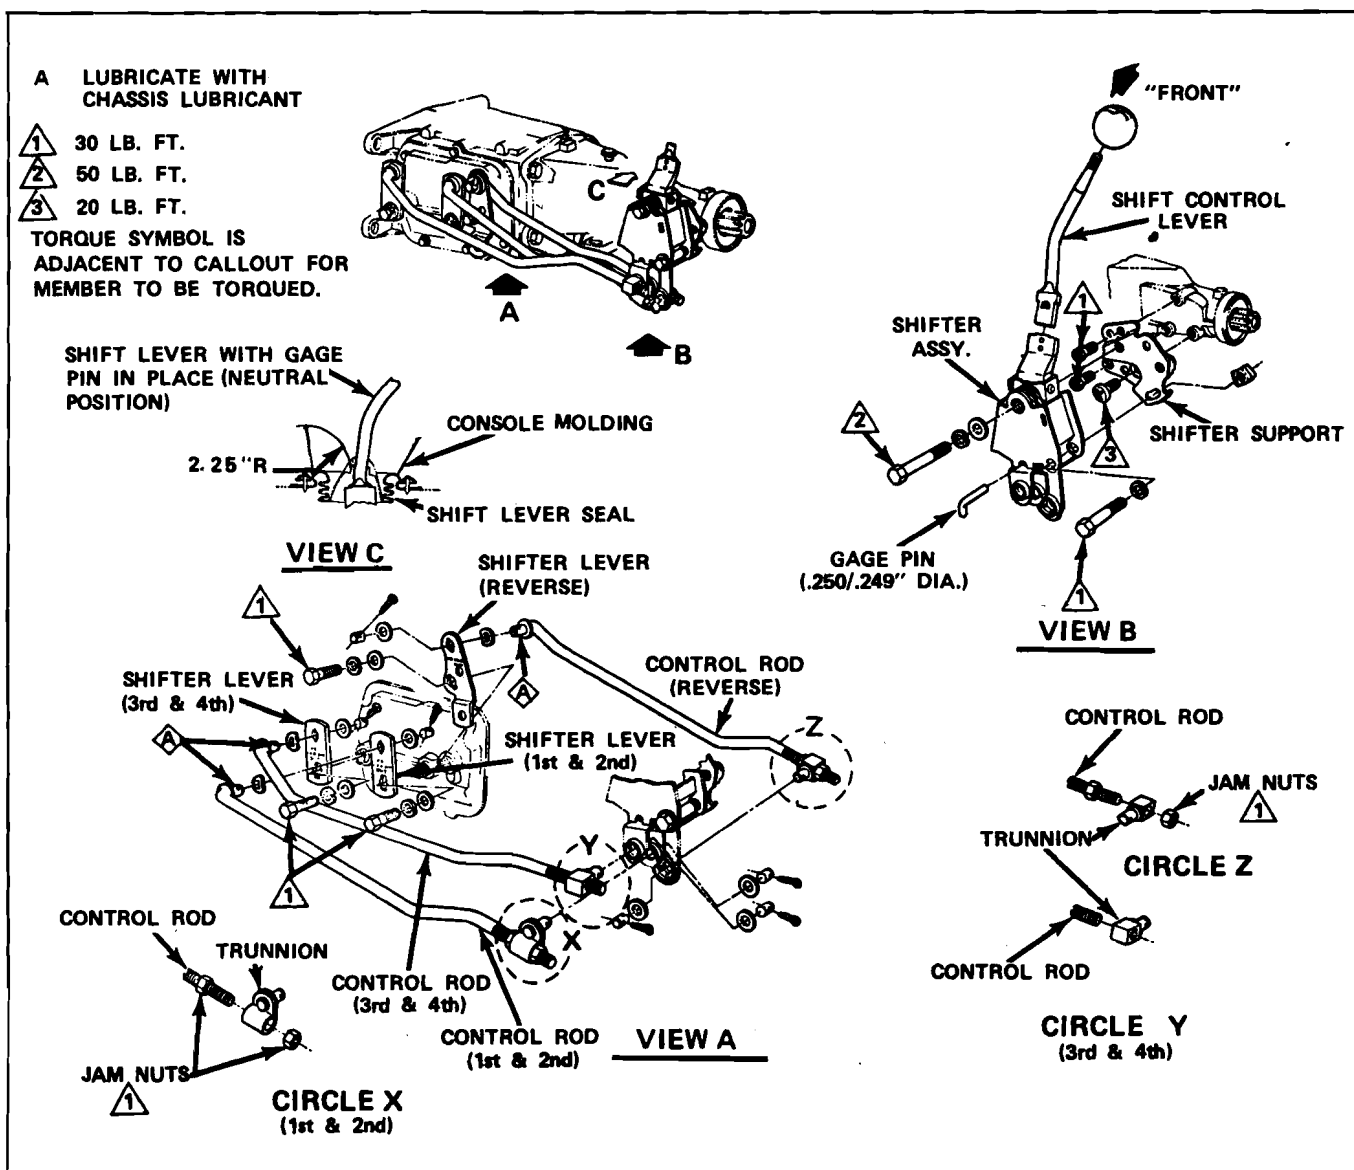 A LUBRICATE WITH
CHASSIS LUBRICANT
1 30 LB. FT.
2 50 LB. FT.
3 20 LB. FT.
TORQUE SYMBOL IS
ADJACENT TO CALLOUT FOR
MEMBER TO BE TORQUED.
C
A
B
SHIFT LEVER WITH GAGE
PIN IN PLACE (NEUTRAL
POSITION)
CONSOLE MOLDING
2.25"R
SHIFT LEVER SEAL
VIEW C
"FRONT"
SHIFT CONTROL
LEVER
1
SHIFTER
ASSY.
2
SHIFTER SUPPORT
3
GAGE PIN
(.250/.249" DIA.)
1
VIEW B
SHIFTER LEVER
(REVERSE)
1
SHIFTER LEVER
(3rd & 4th)
A
CONTROL ROD
(REVERSE)
A
SHIFTER LEVER
(1st & 2nd)
Z
Y
X
1
CONTROL ROD
(3rd & 4th)
CONTROL ROD
(1st & 2nd)
VIEW A
CONTROL ROD
TRUNNION
JAM NUTS
1
CIRCLE X
(1st & 2nd)
CONTROL ROD
JAM NUTS
1
TRUNNION
CIRCLE Z
CONTROL ROD
CIRCLE Y
(3rd & 4th)